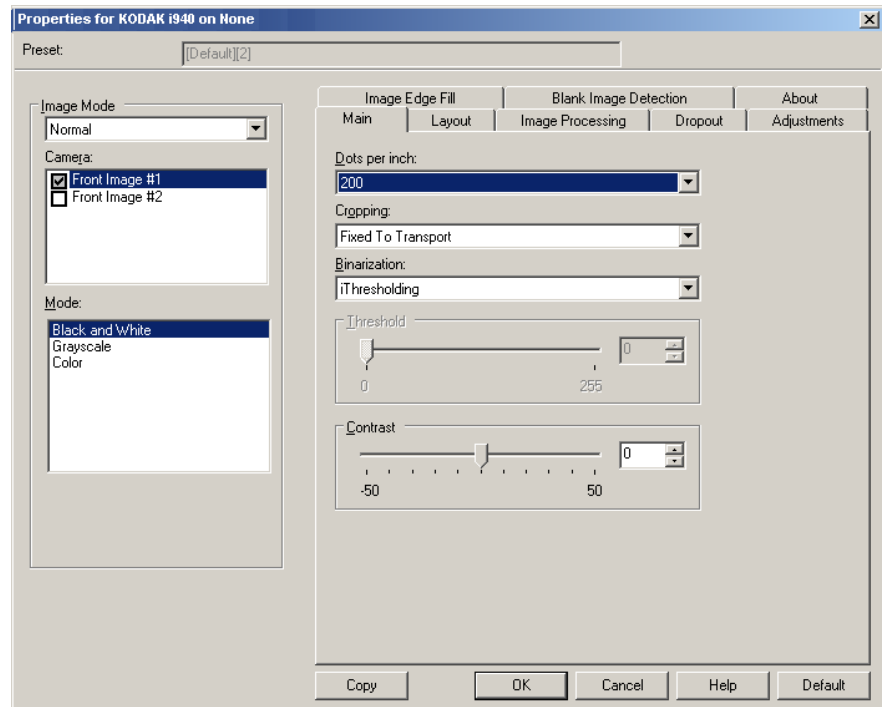 Properties for KODAK i940 on None
Preset:
[Default][2]
Image Mode
Normal
Camera:
Front Image #1
Front Image #2
Mode:
Black and White
Grayscale
Color
Image Edge Fill
Blank Image Detection
About
Main
Layout
Image Processing
Dropout
Adjustments
Dots per inch:
200
Cropping:
Fixed To Transport
Binarization:
iThresholding
Threshold
0
0
255
Contrast
0
-50
50
Copy
OK
Cancel
Help
Default